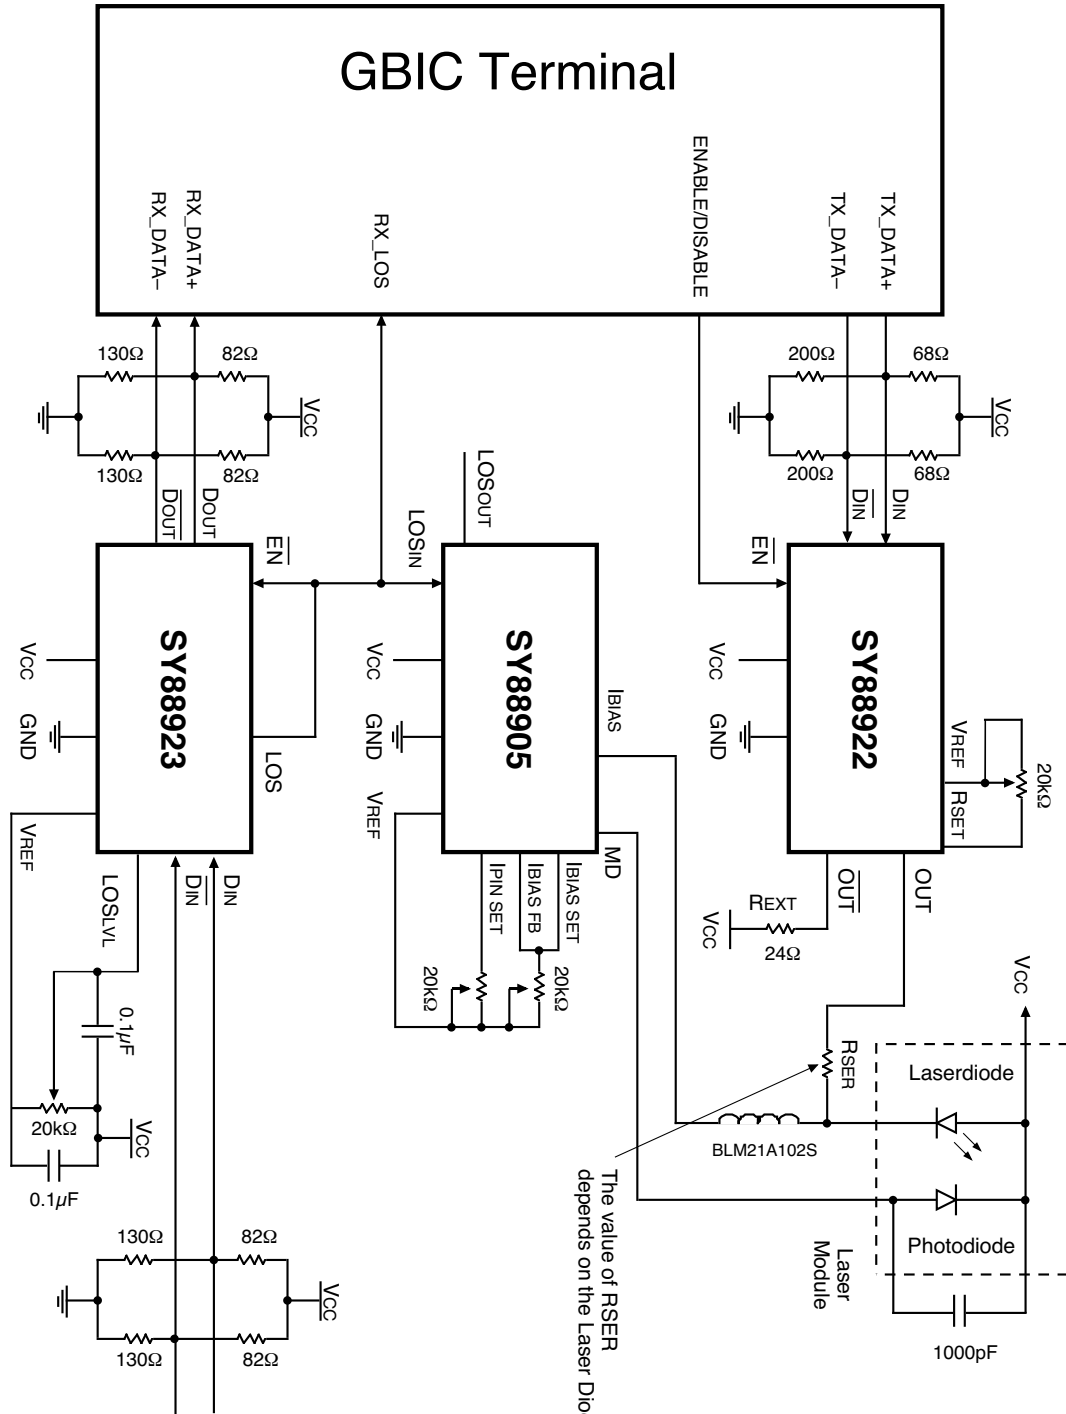 GBIC Terminal
RX_DATA–
RX_DATA+
RX_LOS
ENABLE/DISABLE
TX_DATA–
TX_DATA+
130Ω
82Ω
VCC
130Ω
82Ω
200Ω
68Ω
VCC
200Ω
68Ω
DOUT
DOUT
EN
LOSIN
LOSOUT
EN
DIN
DIN
SY88923
VCC
GND
LOS
VREF
LOSLVL
DIN
DIN
SY88905
VCC
GND
VREF
IBIAS
MD
IPIN SET
IBIAS FB
IBIAS SET
20kΩ
20kΩ
SY88922
VCC
GND
VREF
RSET
20kΩ
OUT
OUT
REXT
24Ω
VCC
VCC
0.1µF
20kΩ
VCC
0.1µF
RSER
BLM21A102S
Laserdiode
Photodiode
Laser
Module
1000pF
The value of RSER
depends on the Laser
130Ω
82Ω
VCC
130Ω
82Ω